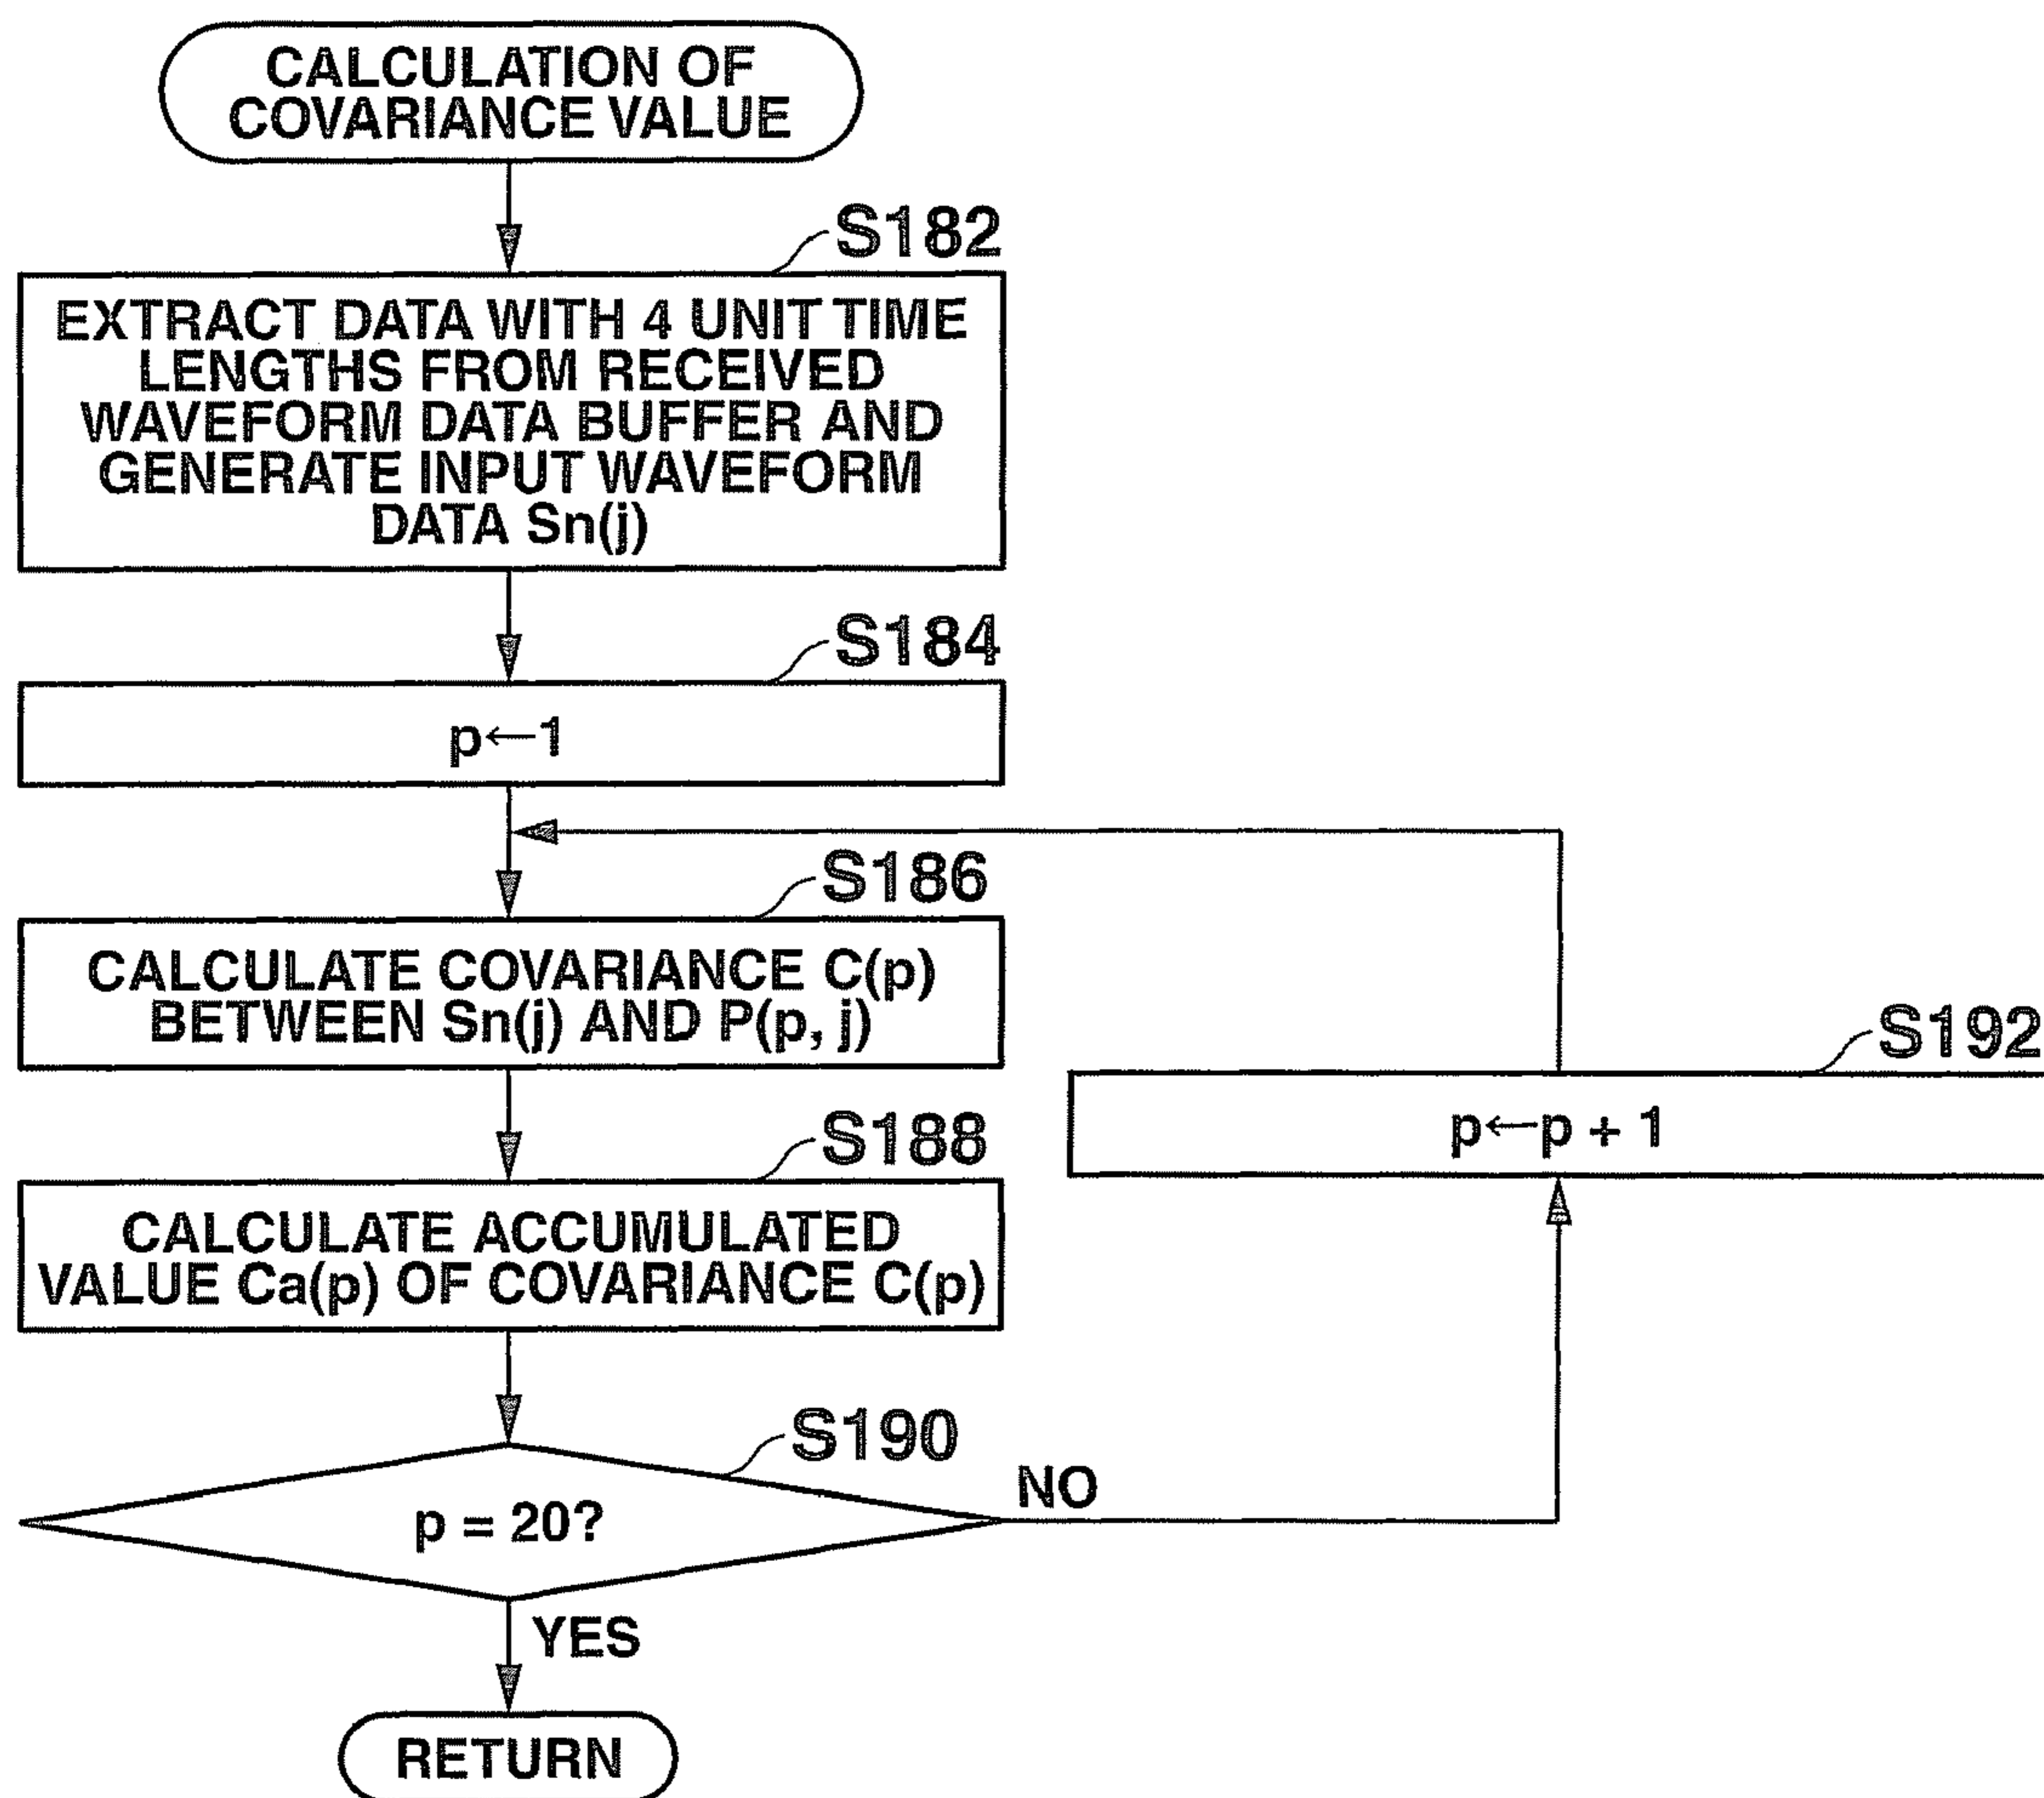 CALCULATION OF
COVARIANCE VALUE
S182
EXTRACT DATA WITH 4 UNIT TIME
LENGTHS FROM RECEIVED
WAVEFORM DATA BUFFER AND
GENERATE INPUT WAVEFORM
DATA Sn(j)
S184
p←1
S186
CALCULATE COVARIANCE C(p)
BETWEEN Sn(j) AND P(p, j)
S192
p←p + 1
S188
CALCULATE ACCUMULATED
VALUE Ca(p) OF COVARIANCE C(p)
S190
p = 20?
NO
YES
RETURN